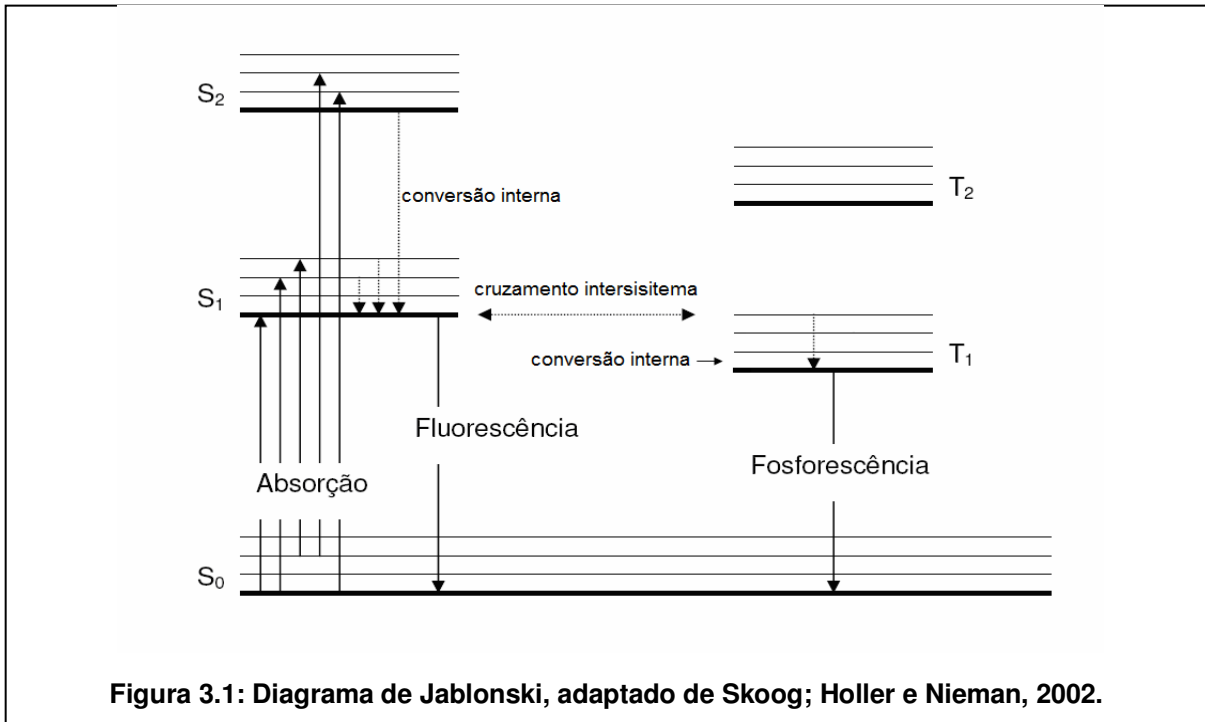 S2
conversão interna
T2
S1
cruzamento intersisitema
conversão interna
T1
Fluorescência
Fosforescência
Absorção
S0
Figura 3.1: Diagrama de Jablonski, adaptado de Skoog; Holler e Nieman, 2002.